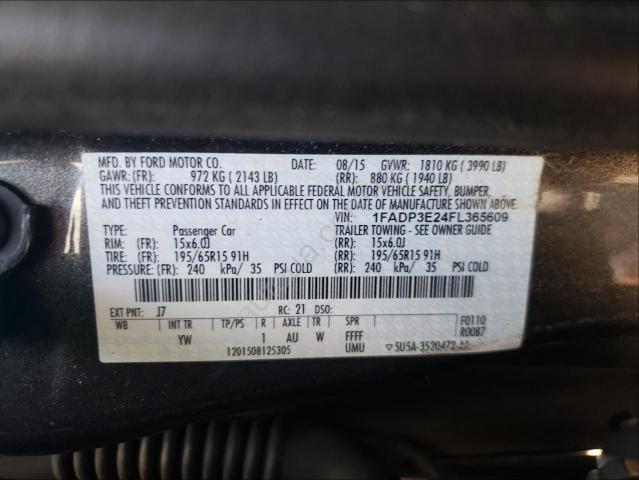 MFD. BY FORD MOTOR CO. DATE: 08/15 GVWR: 1810 KG ( 3990 LB)
GAWR: (FR): 972 KG ( 2143 LB) (RR): 880 KG ( 1940 LB)
THIS VEHICLE CONFORMS TO ALL APPLICABLE FEDERAL MOTOR VEHICLE SAFETY, BUMPER,
AND THEFT PREVENTION STANDARDS IN EFFECT ON THE DATE OF MANUFACTURE SHOWN ABOVE.
VIN: 1FADP3E24FL365609
TYPE: Passenger Car TRAILER TOWING - SEE OWNER GUIDE
RIM: (FR): 15x6.0J (RR): 15x6.0J
TIRE: (FR): 195/65R15 91H (RR): 195/65R15 91H
PRESSURE: (FR): 240 kPa/ 35 PSI COLD (RR): 240 kPa/ 35 PSI COLD
EXT PNT: J7 RC: 21 DSO: F0110
WB INT TR TP/PS R AXLE TR SPR R0087
YW 1 AU W FFFF
1201508125305 UMU ▽5U5A-3520472-